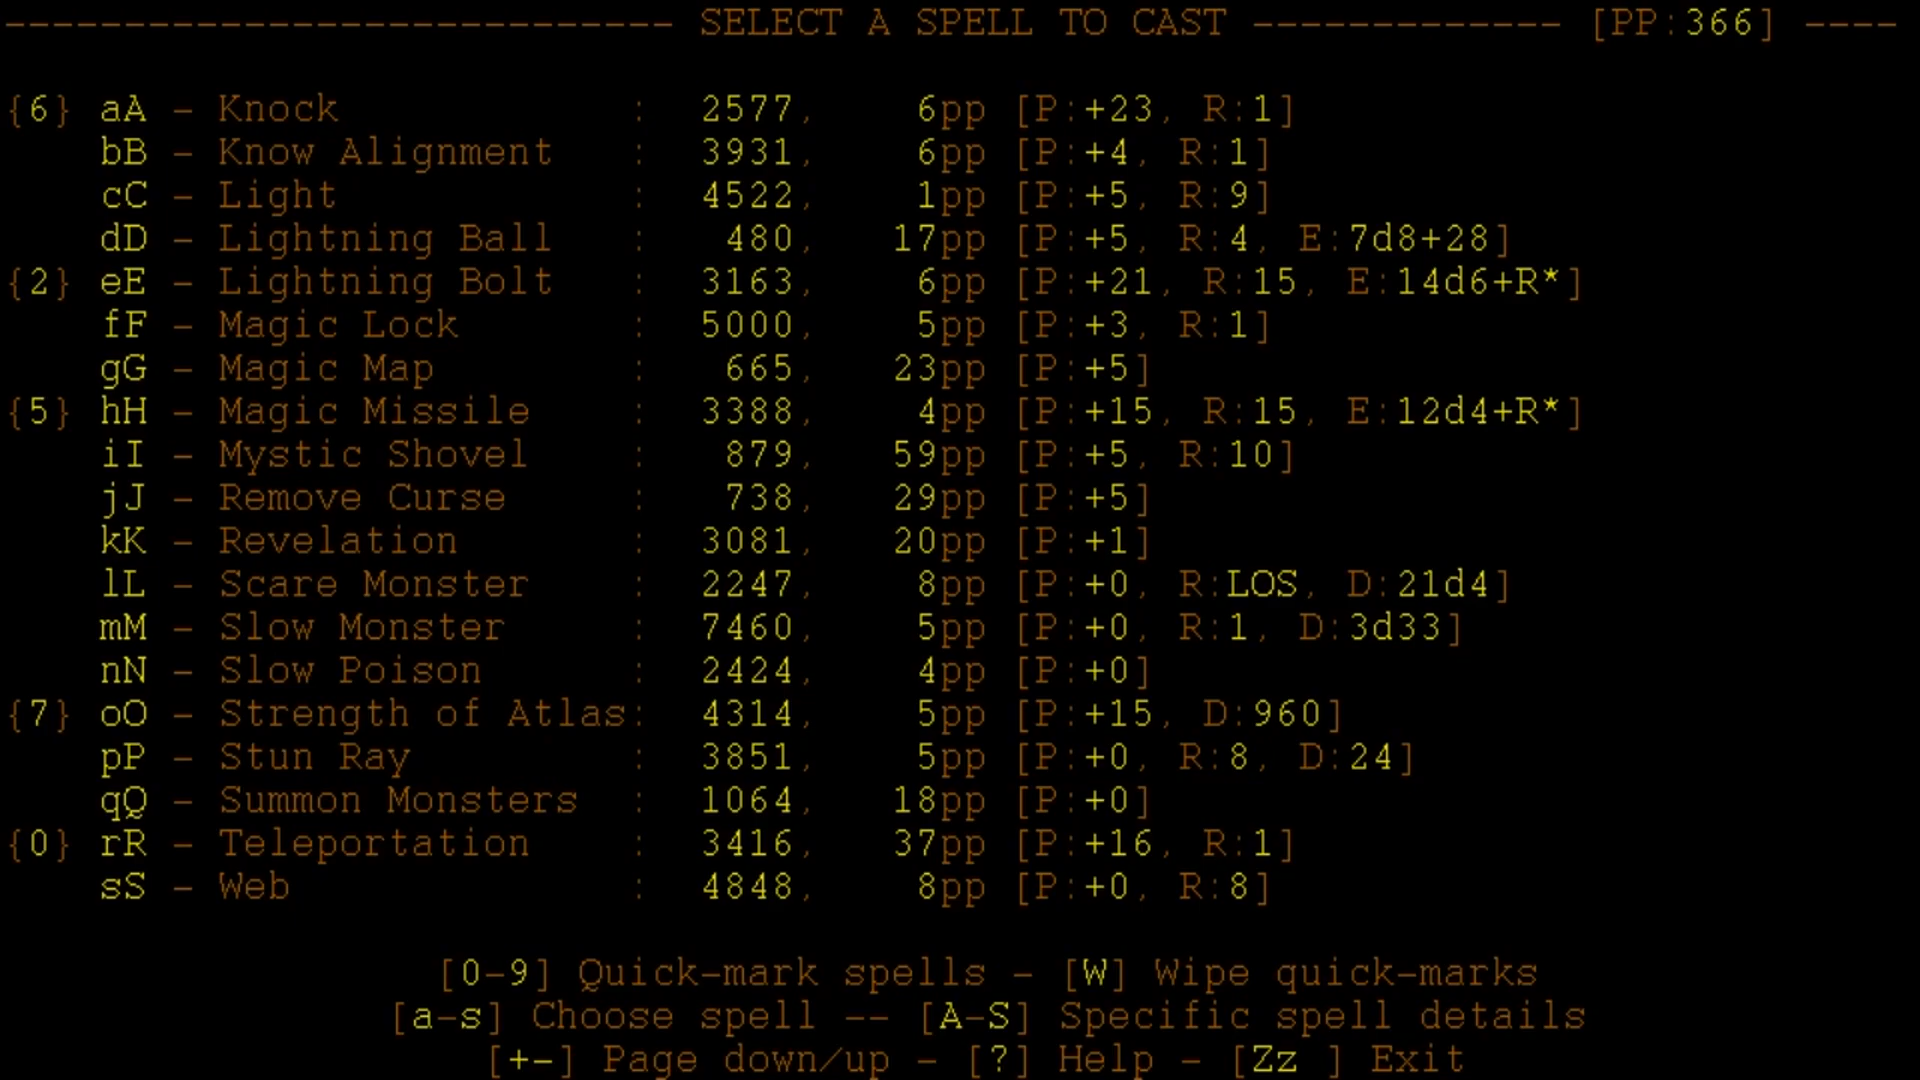 ---------------------------- SELECT A SPELL TO CAST ------------- [PP:366] ----
{6} aA - Knock : 2577, 6pp [P:+23, R:1]
bB - Know Alignment : 3931, 6pp [P:+4, R:1]
cC - Light : 4522, 1pp [P:+5, R:9]
dD - Lightning Ball : 480, 17pp [P:+5, R:4, E:7d8+28]
{2} eE - Lightning Bolt : 3163, 6pp [P:+21, R:15, E:14d6+R*]
fF - Magic Lock : 5000, 5pp [P:+3, R:1]
gG - Magic Map : 665, 23pp [P:+5]
{5} hH - Magic Missile : 3388, 4pp [P:+15, R:15, E:12d4+R*]
iI - Mystic Shovel : 879, 59pp [P:+5, R:10]
jJ - Remove Curse : 738, 29pp [P:+5]
kK - Revelation : 3081, 20pp [P:+1]
lL - Scare Monster : 2247, 8pp [P:+0, R:LOS, D:21d4]
mM - Slow Monster : 7460, 5pp [P:+0, R:1, D:3d33]
nN - Slow Poison : 2424, 4pp [P:+0]
{7} oO - Strength of Atlas: 4314, 5pp [P:+15, D:960]
pP - Stun Ray : 3851, 5pp [P:+0, R:8, D:24]
qQ - Summon Monsters : 1064, 18pp [P:+0]
{0} rR - Teleportation : 3416, 37pp [P:+16, R:1]
sS - Web : 4848, 8pp [P:+0, R:8]
[0-9] Quick-mark spells - [W] Wipe quick-marks
[a-s] Choose spell -- [A-S] Specific spell details
[+-] Page down/up - [?] Help - [Zz ] Exit